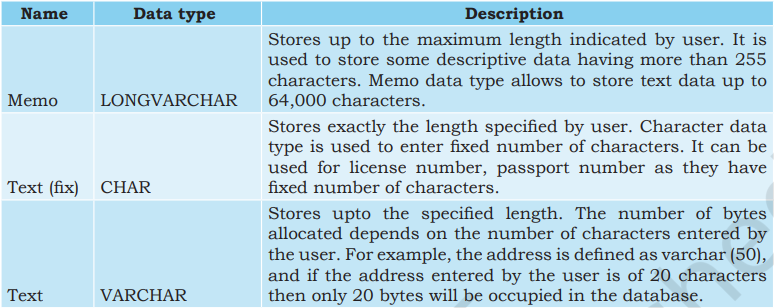 Name Data type Description
Stores up to the maximum length indicated by user. It is
used to store some descriptive data having more than 255
characters. Memo data type allows to store text data up to
Memo LONGVARCHAR 64,000 characters.
Stores exactly the length specified by user. Character data
type is used to enter fixed number of characters. It can be
used for license number, passport number as they have
Text (fix) CHAR fixed number of characters.
Stores upto the specified length. The number of bytes
allocated depends on the number of characters entered by
the user. For example, the address is defined as varchar (50),
and if the address entered by the user is of 20 characters
Text VARCHAR then only 20 bytes will be occupied in the database.